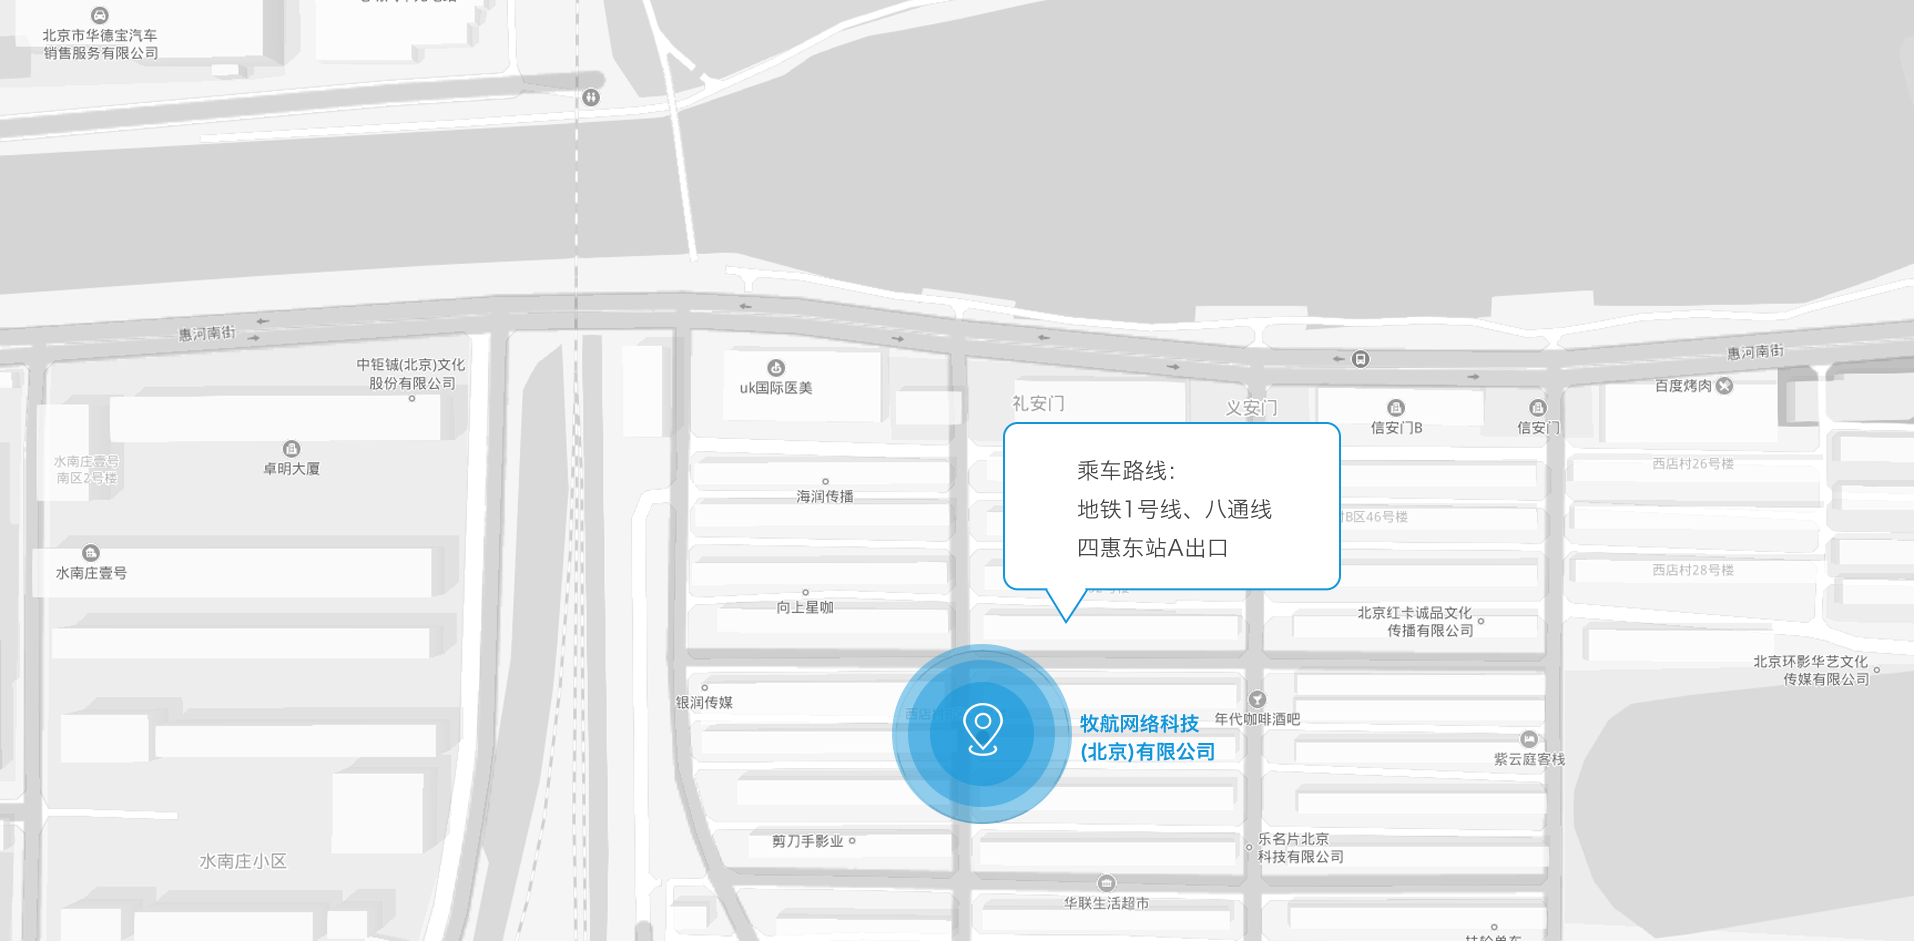 北京市华德宝汽车
销售服务有限公司
惠河南街
中钜铖(北京)文化
股份有限公司
uk国际医美
惠河南街
百度烤肉
礼安门
义安门
信安门B
信安门
水南庄壹号
南区2号楼
卓明大厦
海润传播
西店村26号楼
乘车路线:
地铁1号线、八通线
四惠东站A出口
B区46号楼
水南庄壹号
西店村28号楼
向上星咖
北京红卡诚品文化
传播有限公司
北京环影华艺文化
传媒有限公司
银润传媒
牧航网络科技
(北京)有限公司
年代咖啡酒吧
紫云庭客栈
剪刀手影业
乐名片北京
科技有限公司
水南庄小区
华联生活超市